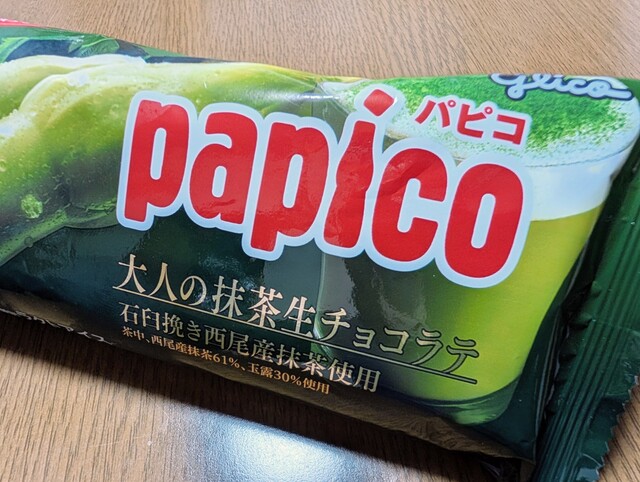 glico
パピコ
papico
大人の抹茶生チョコラテ
石臼挽き西尾産抹茶使用
茶中、西尾産抹茶61%、玉露30%使用